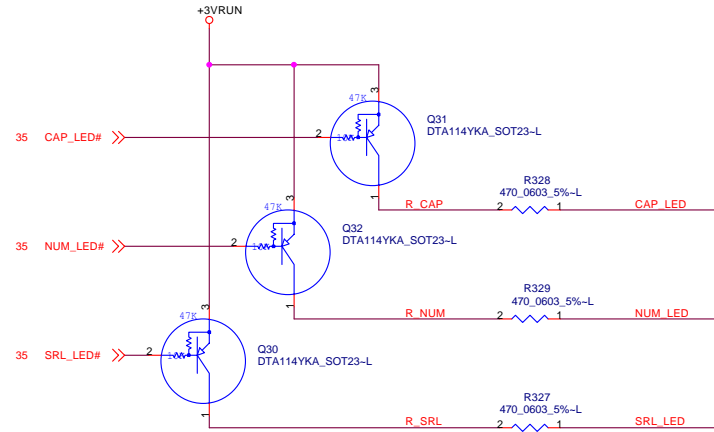 +3VRUN
3
47K
Q31
DTA114YKA_SOT23~L
35 CAP_LED#
2
1
R_CAP
R328
470_0603_5%~L
2
1
CAP_LED
3
47K
Q32
DTA114YKA_SOT23~L
35 NUM_LED#
2
1
R_NUM
R329
470_0603_5%~L
2
1
NUM_LED
3
47K
Q30
DTA114YKA_SOT23~L
35 SRL_LED#
2
1
R_SRL
R327
470_0603_5%~L
2
1
SRL_LED